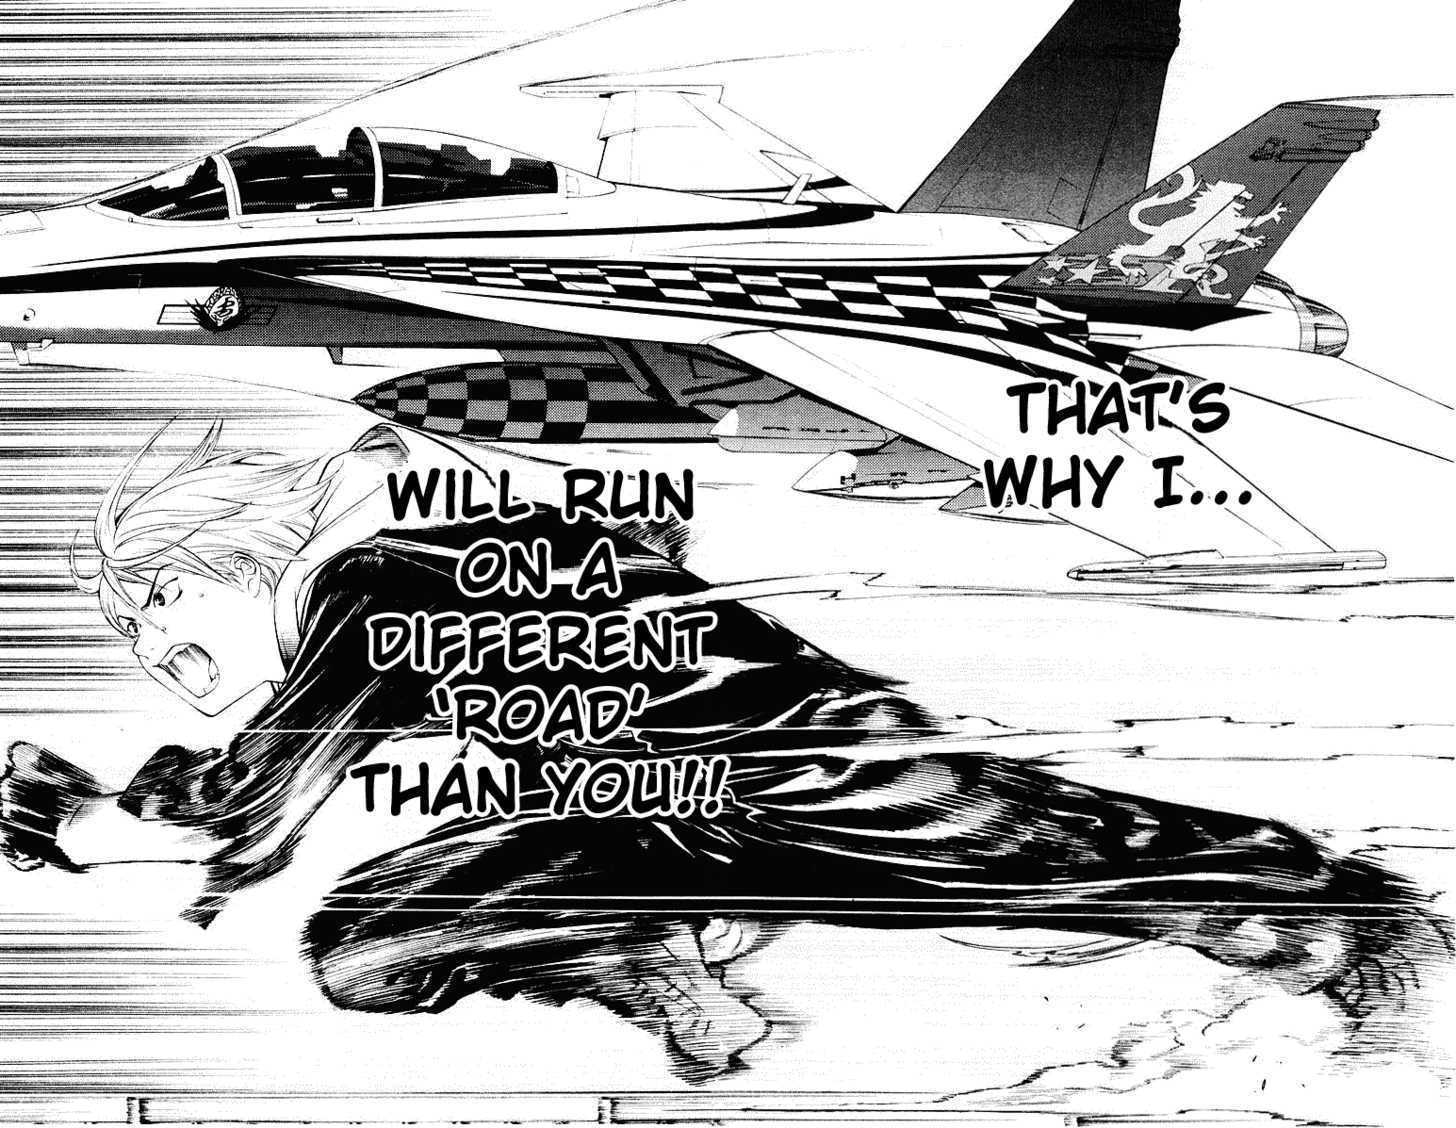 THAT'S
WHY I...
WILL RUN
ON A
DIFFERENT
'ROAD'
THAN YOU!!